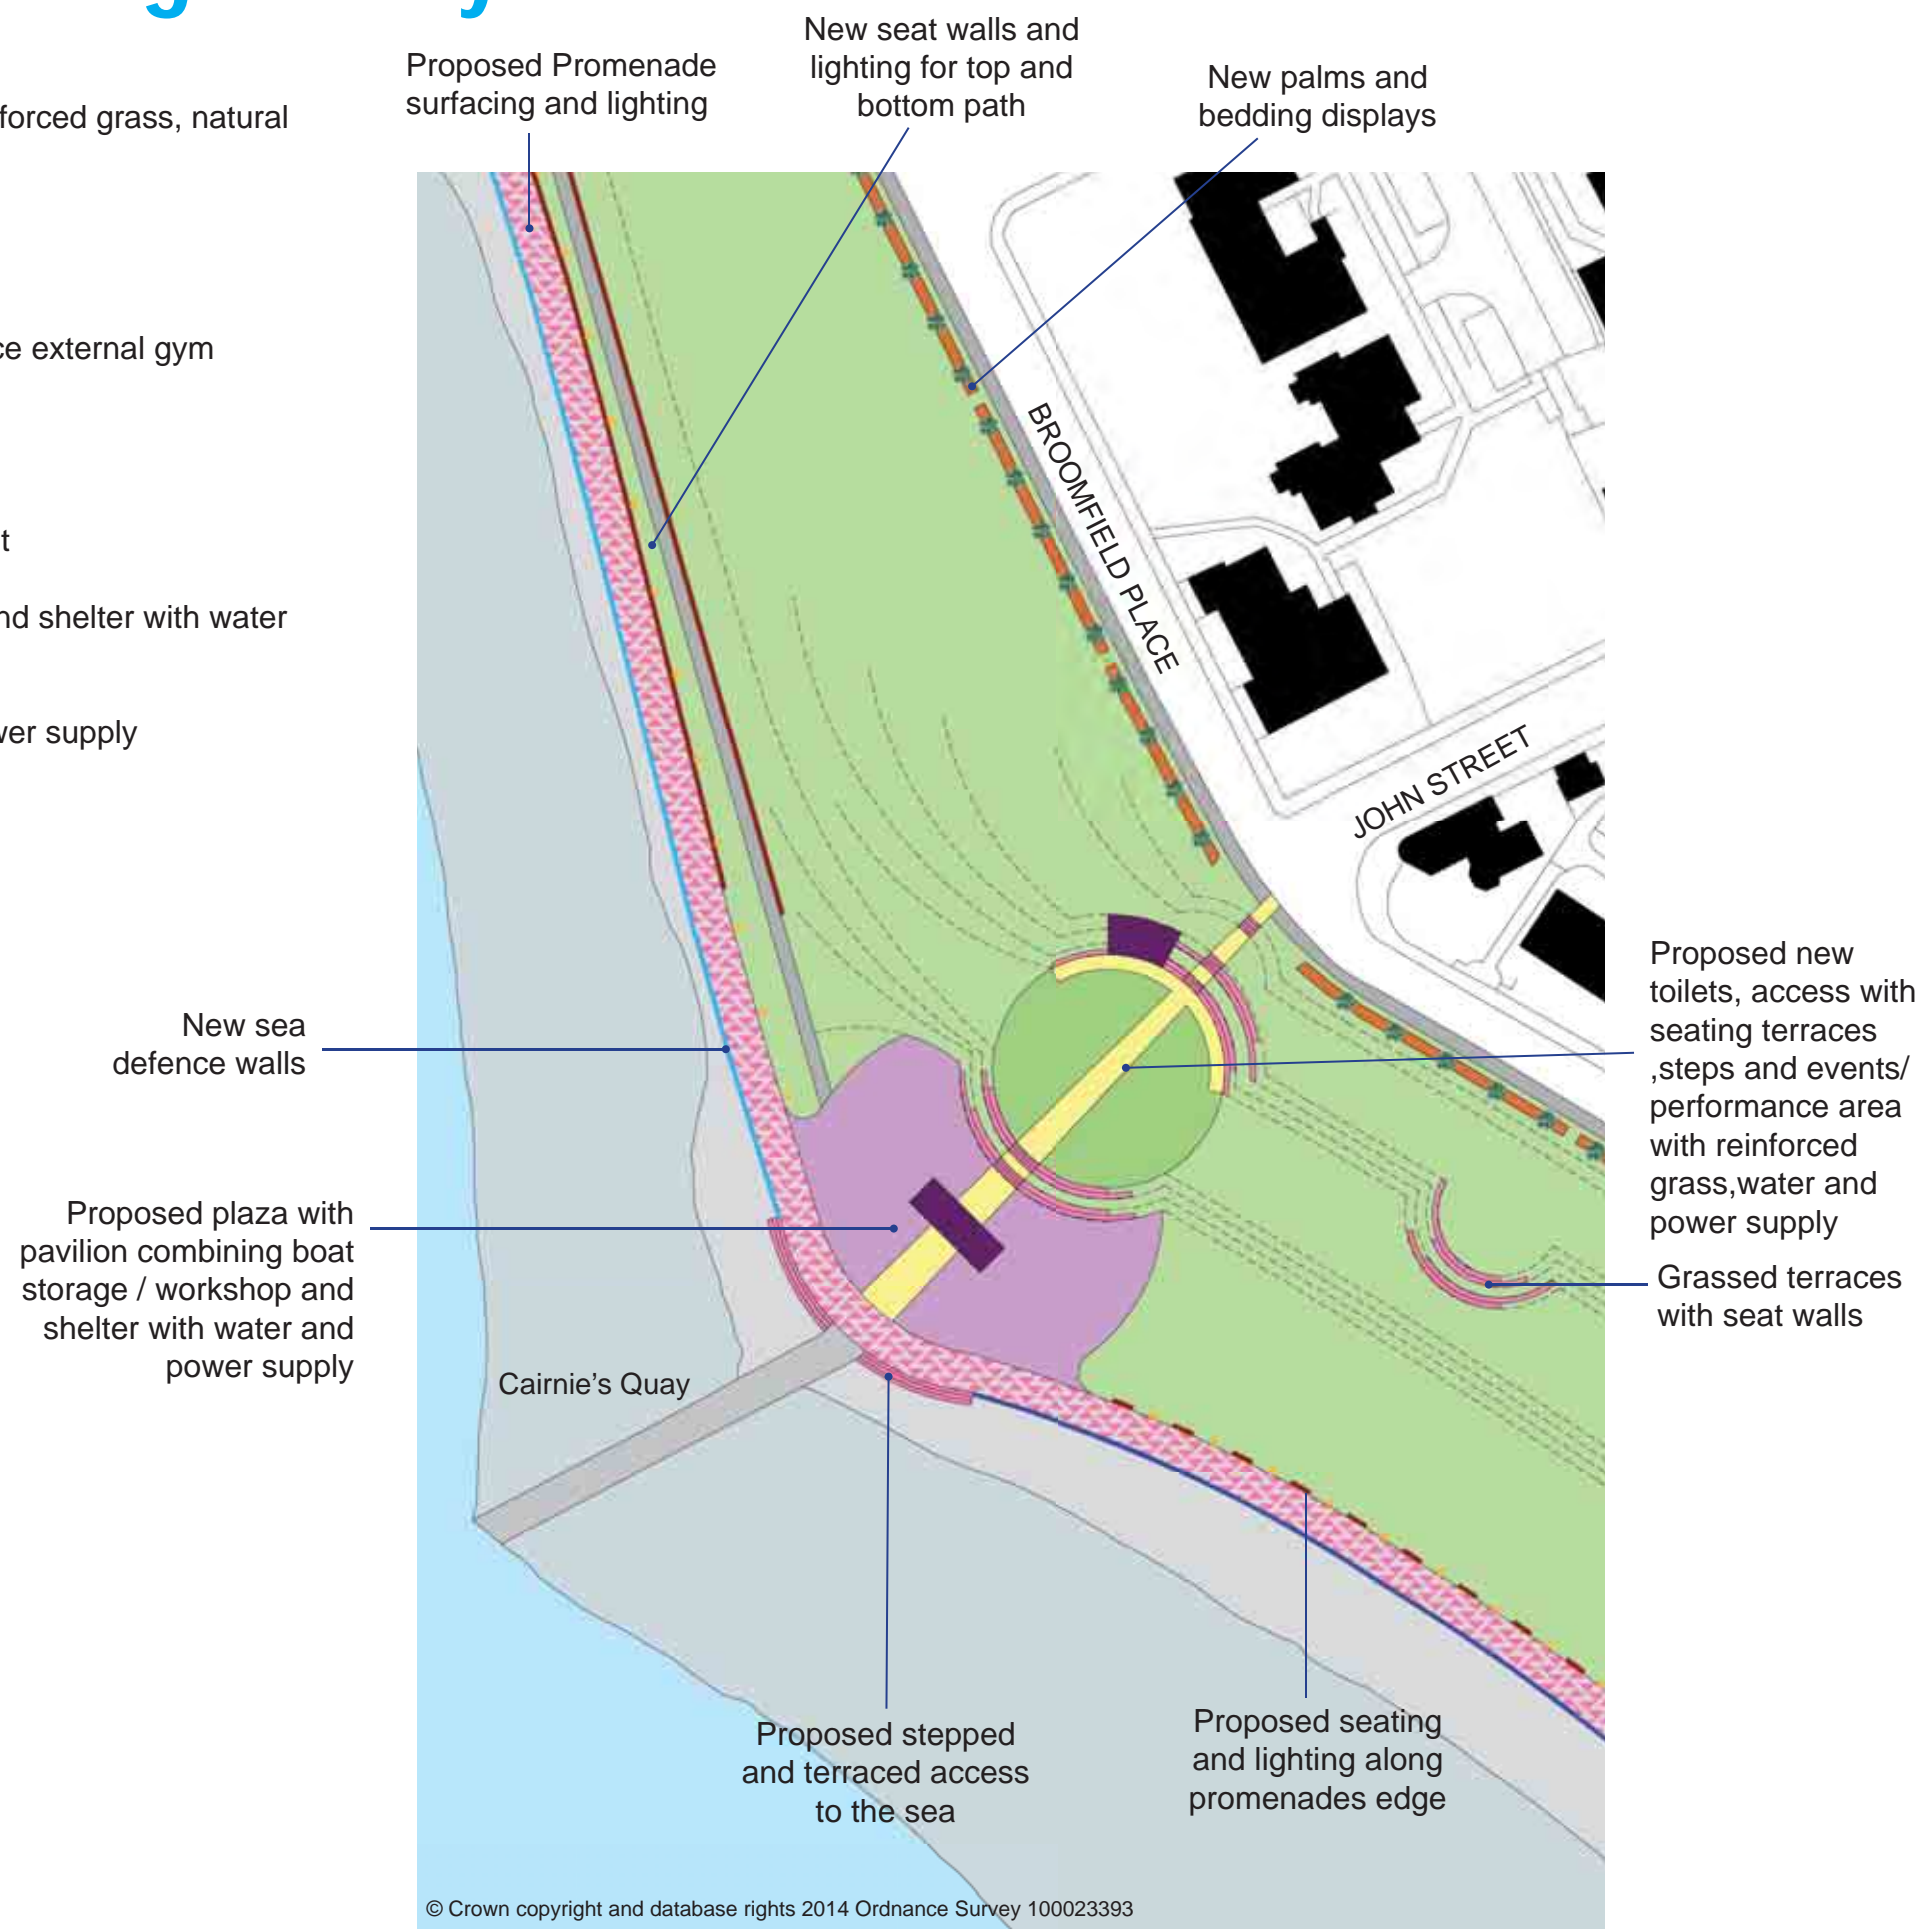 Proposed Promenade
surfacing and lighting
New seat walls and
lighting for top and
bottom path
New palms and
bedding displays
forced grass, natural
ce external gym
t
nd shelter with water
wer supply
BROOMFIELD PLACE
JOHN STREET
New sea
defence walls
Proposed plaza with
pavilion combining boat
storage / workshop and
shelter with water and
power supply
Proposed new
toilets, access with
seating terraces
,steps and events/
performance area
with reinforced
grass,water and
power supply
Grassed terraces
with seat walls
Cairnie's Quay
Proposed stepped
and terraced access
to the sea
Proposed seating
and lighting along
promenades edge
© Crown copyright and database rights 2014 Ordnance Survey 100023393